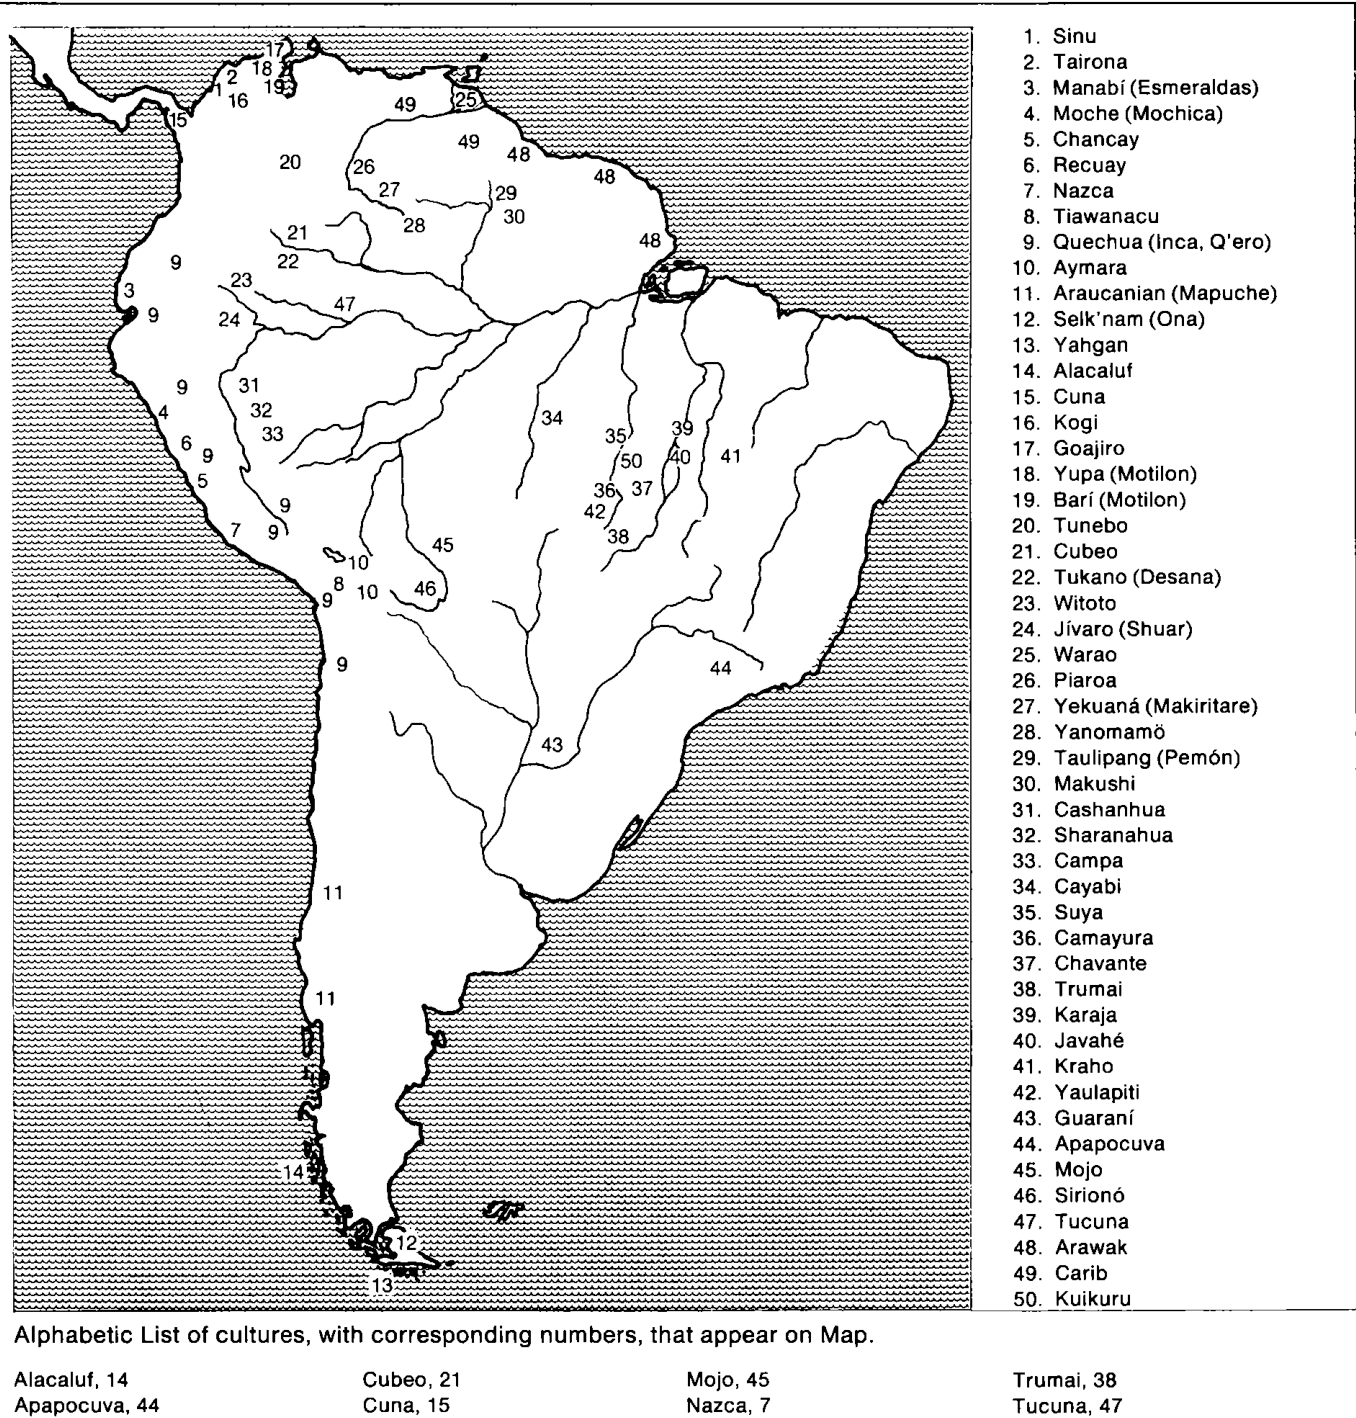 17
2
18
1
19
16
49
25
15
49
48
20
26
48
27
29
28
30
21
48
9
22
23
3
47
9
24
9
31
4
32
34
33
39
6
35
9
50
40
41
5
36
37
9
42
7
9
38
45
10
8
10
46
9
9
44
43
11
11
14
12
13
1. Sinu
2. Tairona
3. Manabí (Esmeraldas)
4. Moche (Mochica)
5. Chancay
6. Recuay
7. Nazca
8. Tiawanacu
9. Quechua (Inca, Q'ero)
10. Aymara
11. Araucanian (Mapuche)
12. Selk'nam (Ona)
13. Yahgan
14. Alacaluf
15. Cuna
16. Kogi
17. Goajiro
18. Yupa (Motilon)
19. Barí (Motilon)
20. Tunebo
21. Cubeo
22. Tukano (Desana)
23. Witoto
24. Jívaro (Shuar)
25. Warao
26. Piaroa
27. Yekuaná (Makiritare)
28. Yanomamö
29. Taulipang (Pemón)
30. Makushi
31. Cashanhua
32. Sharanahua
33. Campa
34. Cayabi
35. Suya
36. Camayura
37. Chavante
38. Trumai
39. Karaja
40. Javahé
41. Kraho
42. Yaulapiti
43. Guaraní
44. Apapocuva
45. Mojo
46. Sirionó
47. Tucuna
48. Arawak
49. Carib
50. Kuikuru
Alphabetic List of cultures, with corresponding numbers, that appear on Map.
Alacaluf, 14
Apapocuva, 44
Cubeo, 21
Cuna, 15
Mojo, 45
Nazca, 7
Trumai, 38
Tucuna, 47